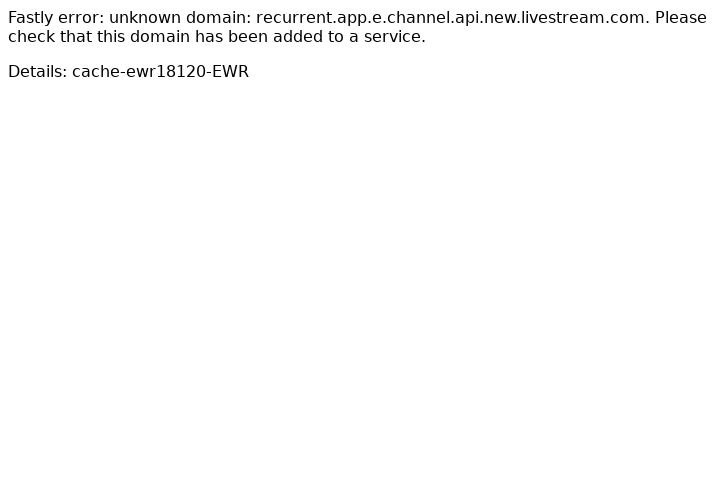 Fastly error: unknown domain: recurrent.app.e.channel.api.new.livestream.com. Please
check that this domain has been added to a service.
Details: cache-ewr18120-EWR